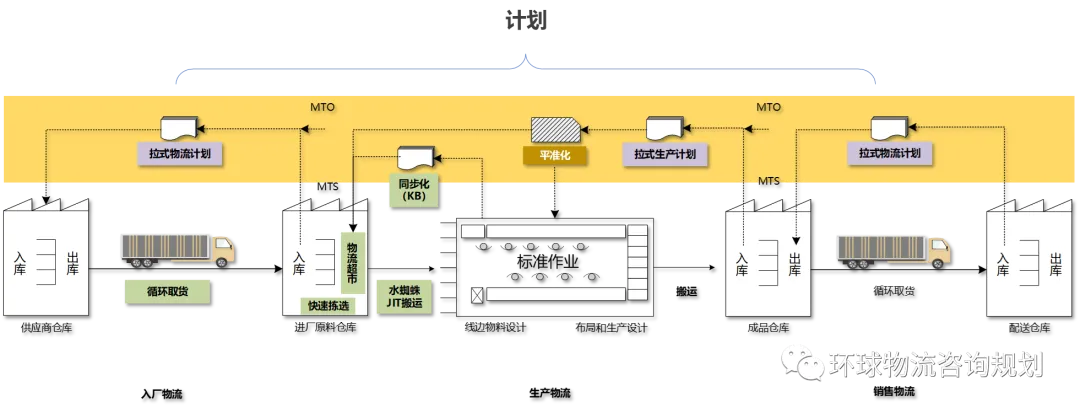 计划
MTO
MTO
拉式物流计划
平准化
拉式生产计划
拉式物流计划
同步化
(KB)
MTS
MTS
入库
出库
循环取货
供应商仓库
入库
物流超市
快速拣选
进厂原料仓库
水蜘蛛
JIT搬运
标准作业
线边物料设计
布局和生产设计
搬运
入库
出库
成品仓库
循环取货
入库
出库
配送仓库
环球物流咨询规划
入厂物流
生产物流
销售物流